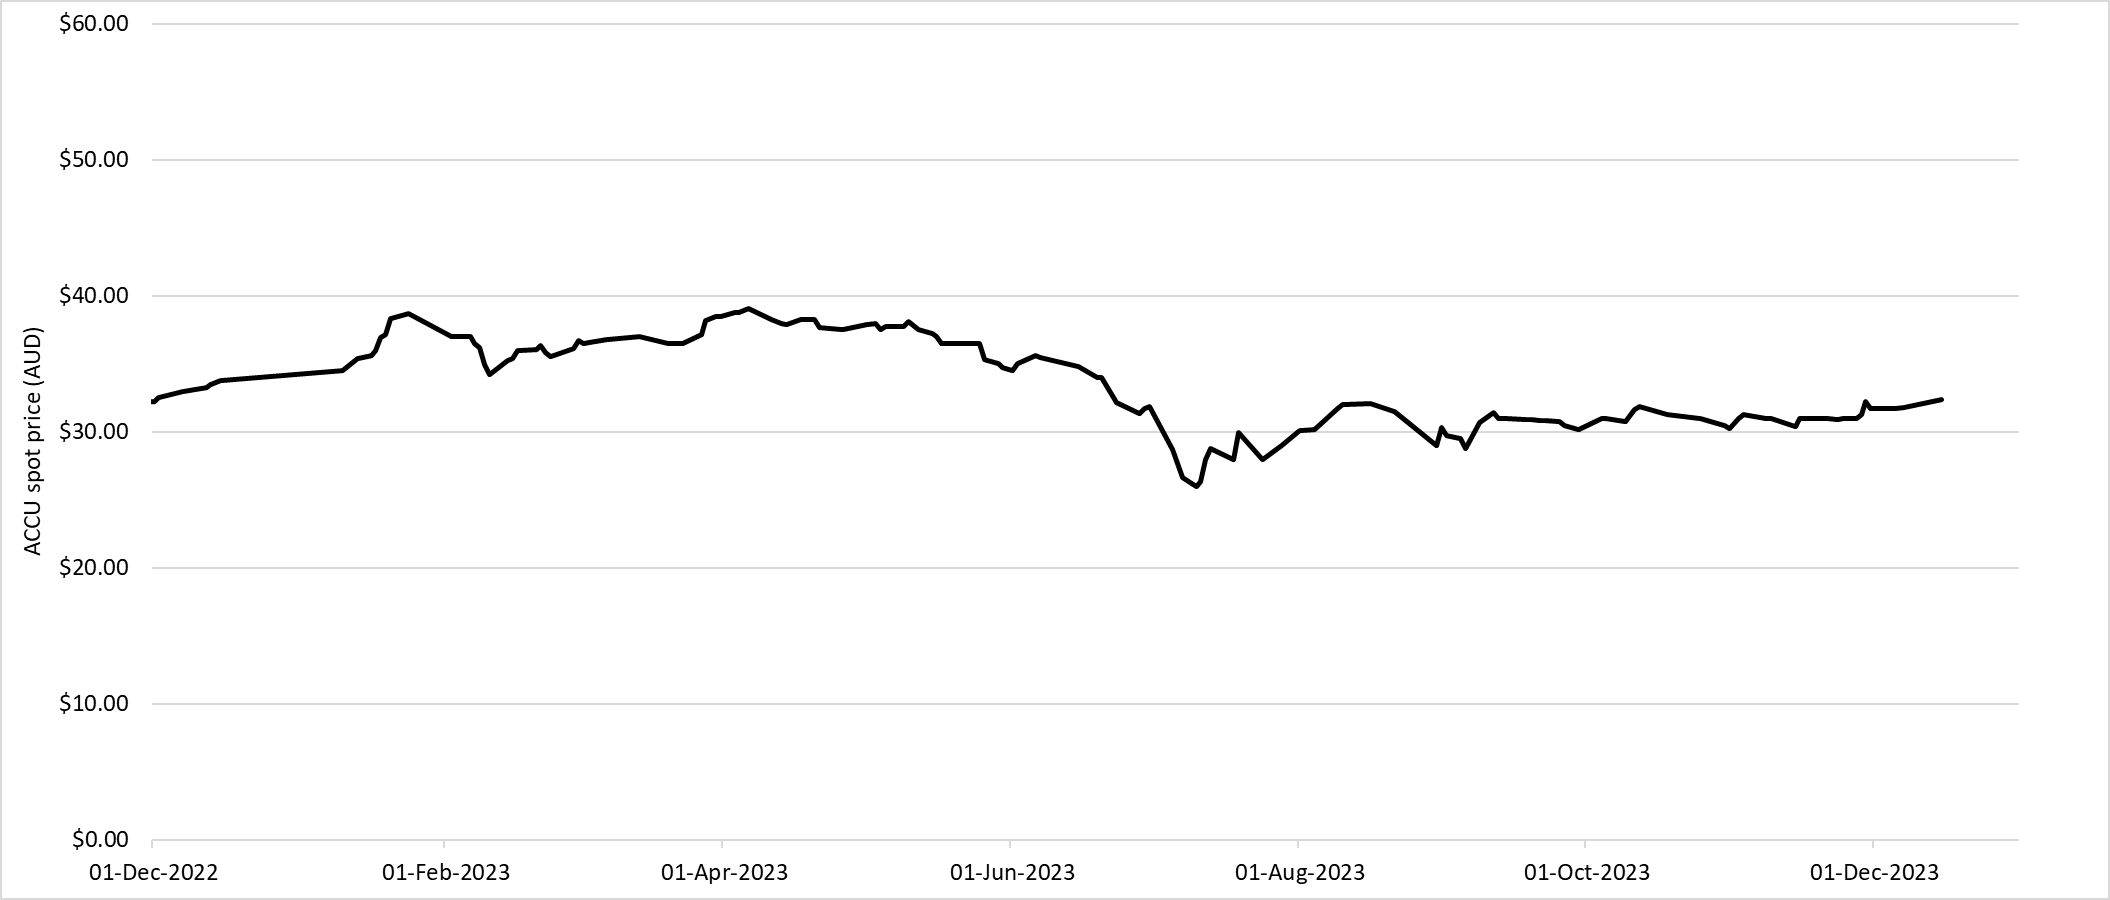 $60.00
$50.00
$40.00
$30.00
$20.00
$10.00
$0.00
ACCU spot price (AUD)
01-Dec-2022
01-Feb-2023
01-Apr-2023
01-Jun-2023
01-Aug-2023
01-Oct-2023
01-Dec-2023